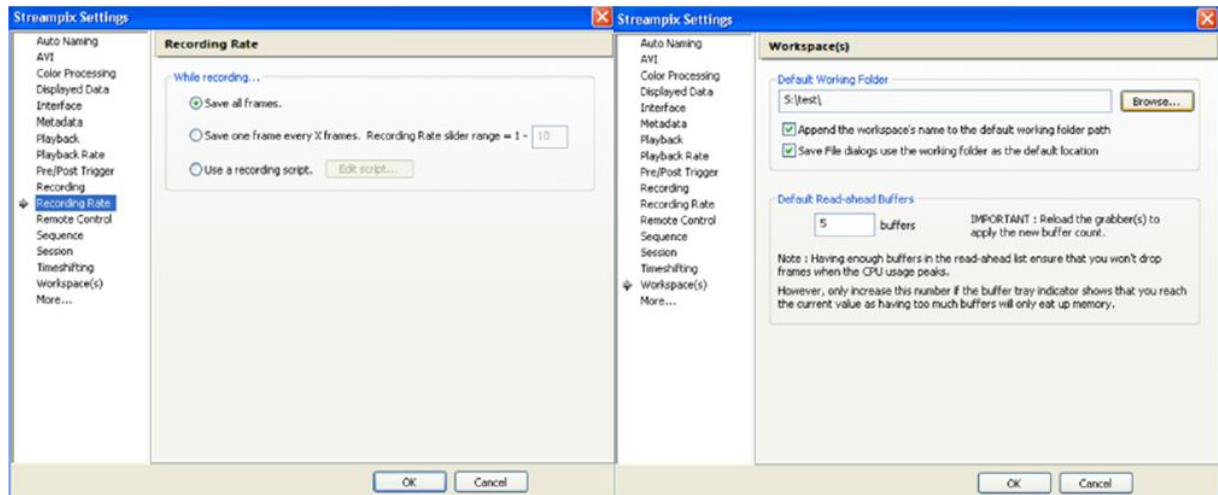 Streampix Settings
Auto Naming
AVI
Color Processing
Displayed Data
Interface
Metadata
Playback
Playback Rate
Pre/Post Trigger
Recording
Recording Rate
Remote Control
Sequence
Session
Timeshifting
Workspace(s)
More...
Recording Rate
While recording...
Save all frames.
Save one frame every X frames. Recording Rate slider range = 1 - 10
Use a recording script. Edit script...
OK Cancel
Streampix Settings
Auto Naming
AVI
Color Processing
Displayed Data
Interface
Metadata
Playback
Playback Rate
Pre/Post Trigger
Recording
Recording Rate
Remote Control
Sequence
Session
Timeshifting
Workspace(s)
More...
Workspace(s)
Default Working Folder
S:\test\ Browse...
Append the workspace's name to the default working folder path
Save File dialogs use the working folder as the default location
Default Read-ahead Buffers
5 buffers
IMPORTANT : Reload the grabber(s) to
apply the new buffer count.
Note : Having enough buffers in the read-ahead list ensure that you won't drop
frames when the CPU usage peaks.
However, only increase this number if the buffer tray indicator shows that you reach
the current value as having too much buffers will only eat up memory.
OK Cancel